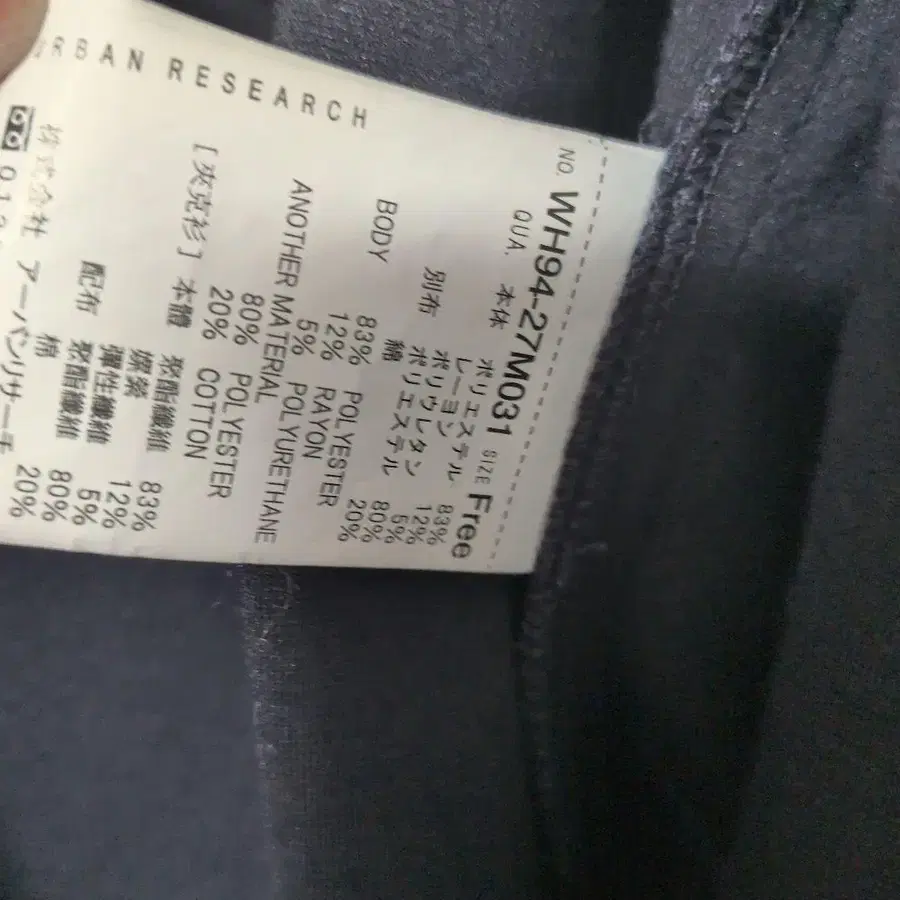 NO. WH94-27M031 SIZE Free
QUA. 本体 ポリエステル 83%
レーヨン 12%
ポリウレタン 5%
別布 ポリエステル 80%
綿 20%
BODY 83% POLYESTER
12% RAYON
5% POLYURETHANE
ANOTHER MATERIAL
80% POLYESTER
20% COTTON
本體 聚酯纖維 83%
嫘縈 12%
彈性纖維 5%
配布 聚酯纖維 80%
棉 20%
株式会社 アーバンリサーチ
URBAN RESEARCH